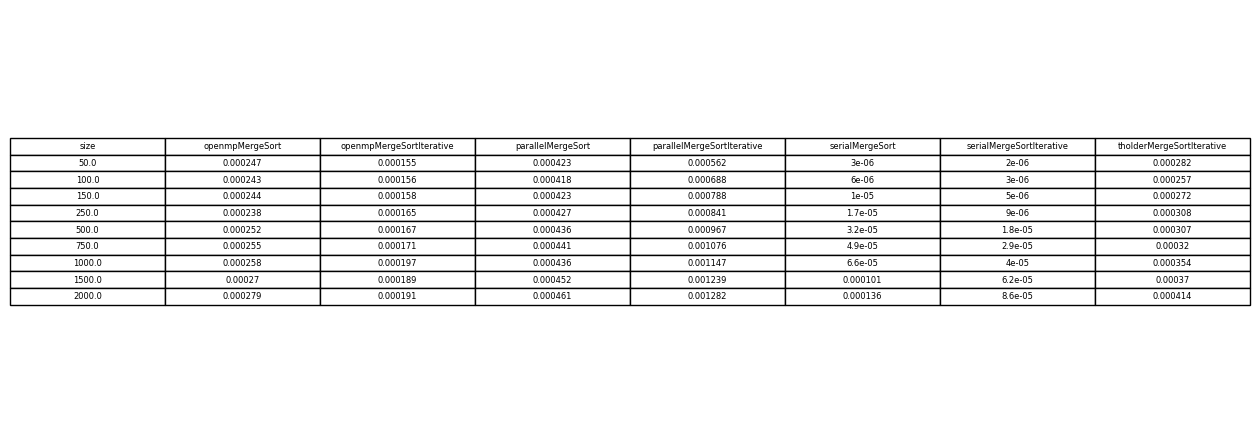 size openmpMergeSort openmpMergeSortIterative parallelMergeSort parallelMergeSortIterative serialMergeSort serialMergeSortIterative tholderMergeSortIterative
50.0 0.000247 0.000155 0.000423 0.000562 3e-06 2e-06 0.000282
100.0 0.000243 0.000156 0.000418 0.000688 6e-06 3e-06 0.000257
150.0 0.000244 0.000158 0.000423 0.000788 1e-05 5e-06 0.000272
250.0 0.000238 0.000165 0.000427 0.000841 1.7e-05 9e-06 0.000308
500.0 0.000252 0.000167 0.000436 0.000967 3.2e-05 1.8e-05 0.000307
750.0 0.000255 0.000171 0.000441 0.001076 4.9e-05 2.9e-05 0.00032
1000.0 0.000258 0.000197 0.000436 0.001147 6.6e-05 4e-05 0.000354
1500.0 0.00027 0.000189 0.000452 0.001239 0.000101 6.2e-05 0.00037
2000.0 0.000279 0.000191 0.000461 0.001282 0.000136 8.6e-05 0.000414